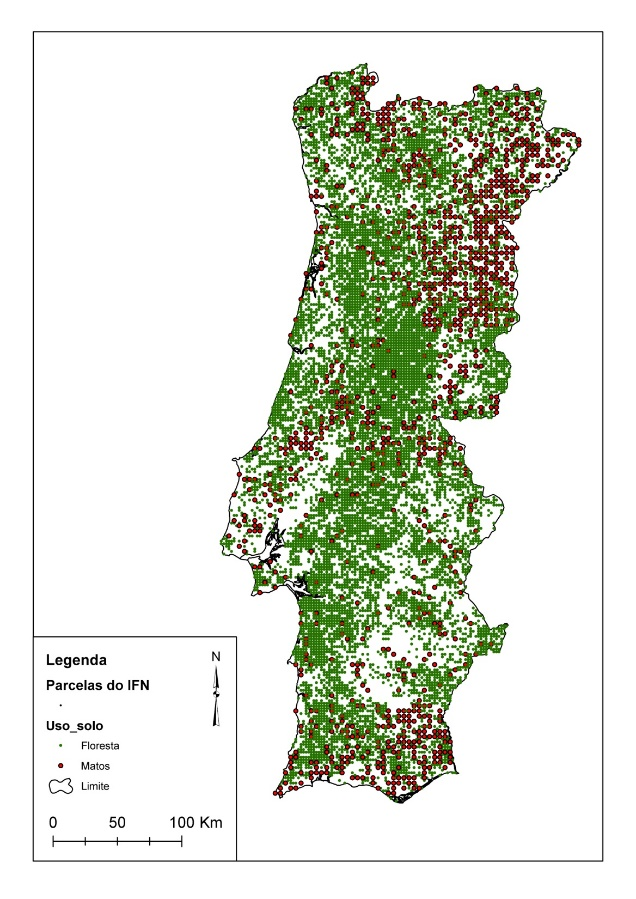 Legenda
N
Parcelas do IFN
Uso_solo
Floresta
Matos
Limite
0 50 100 Km